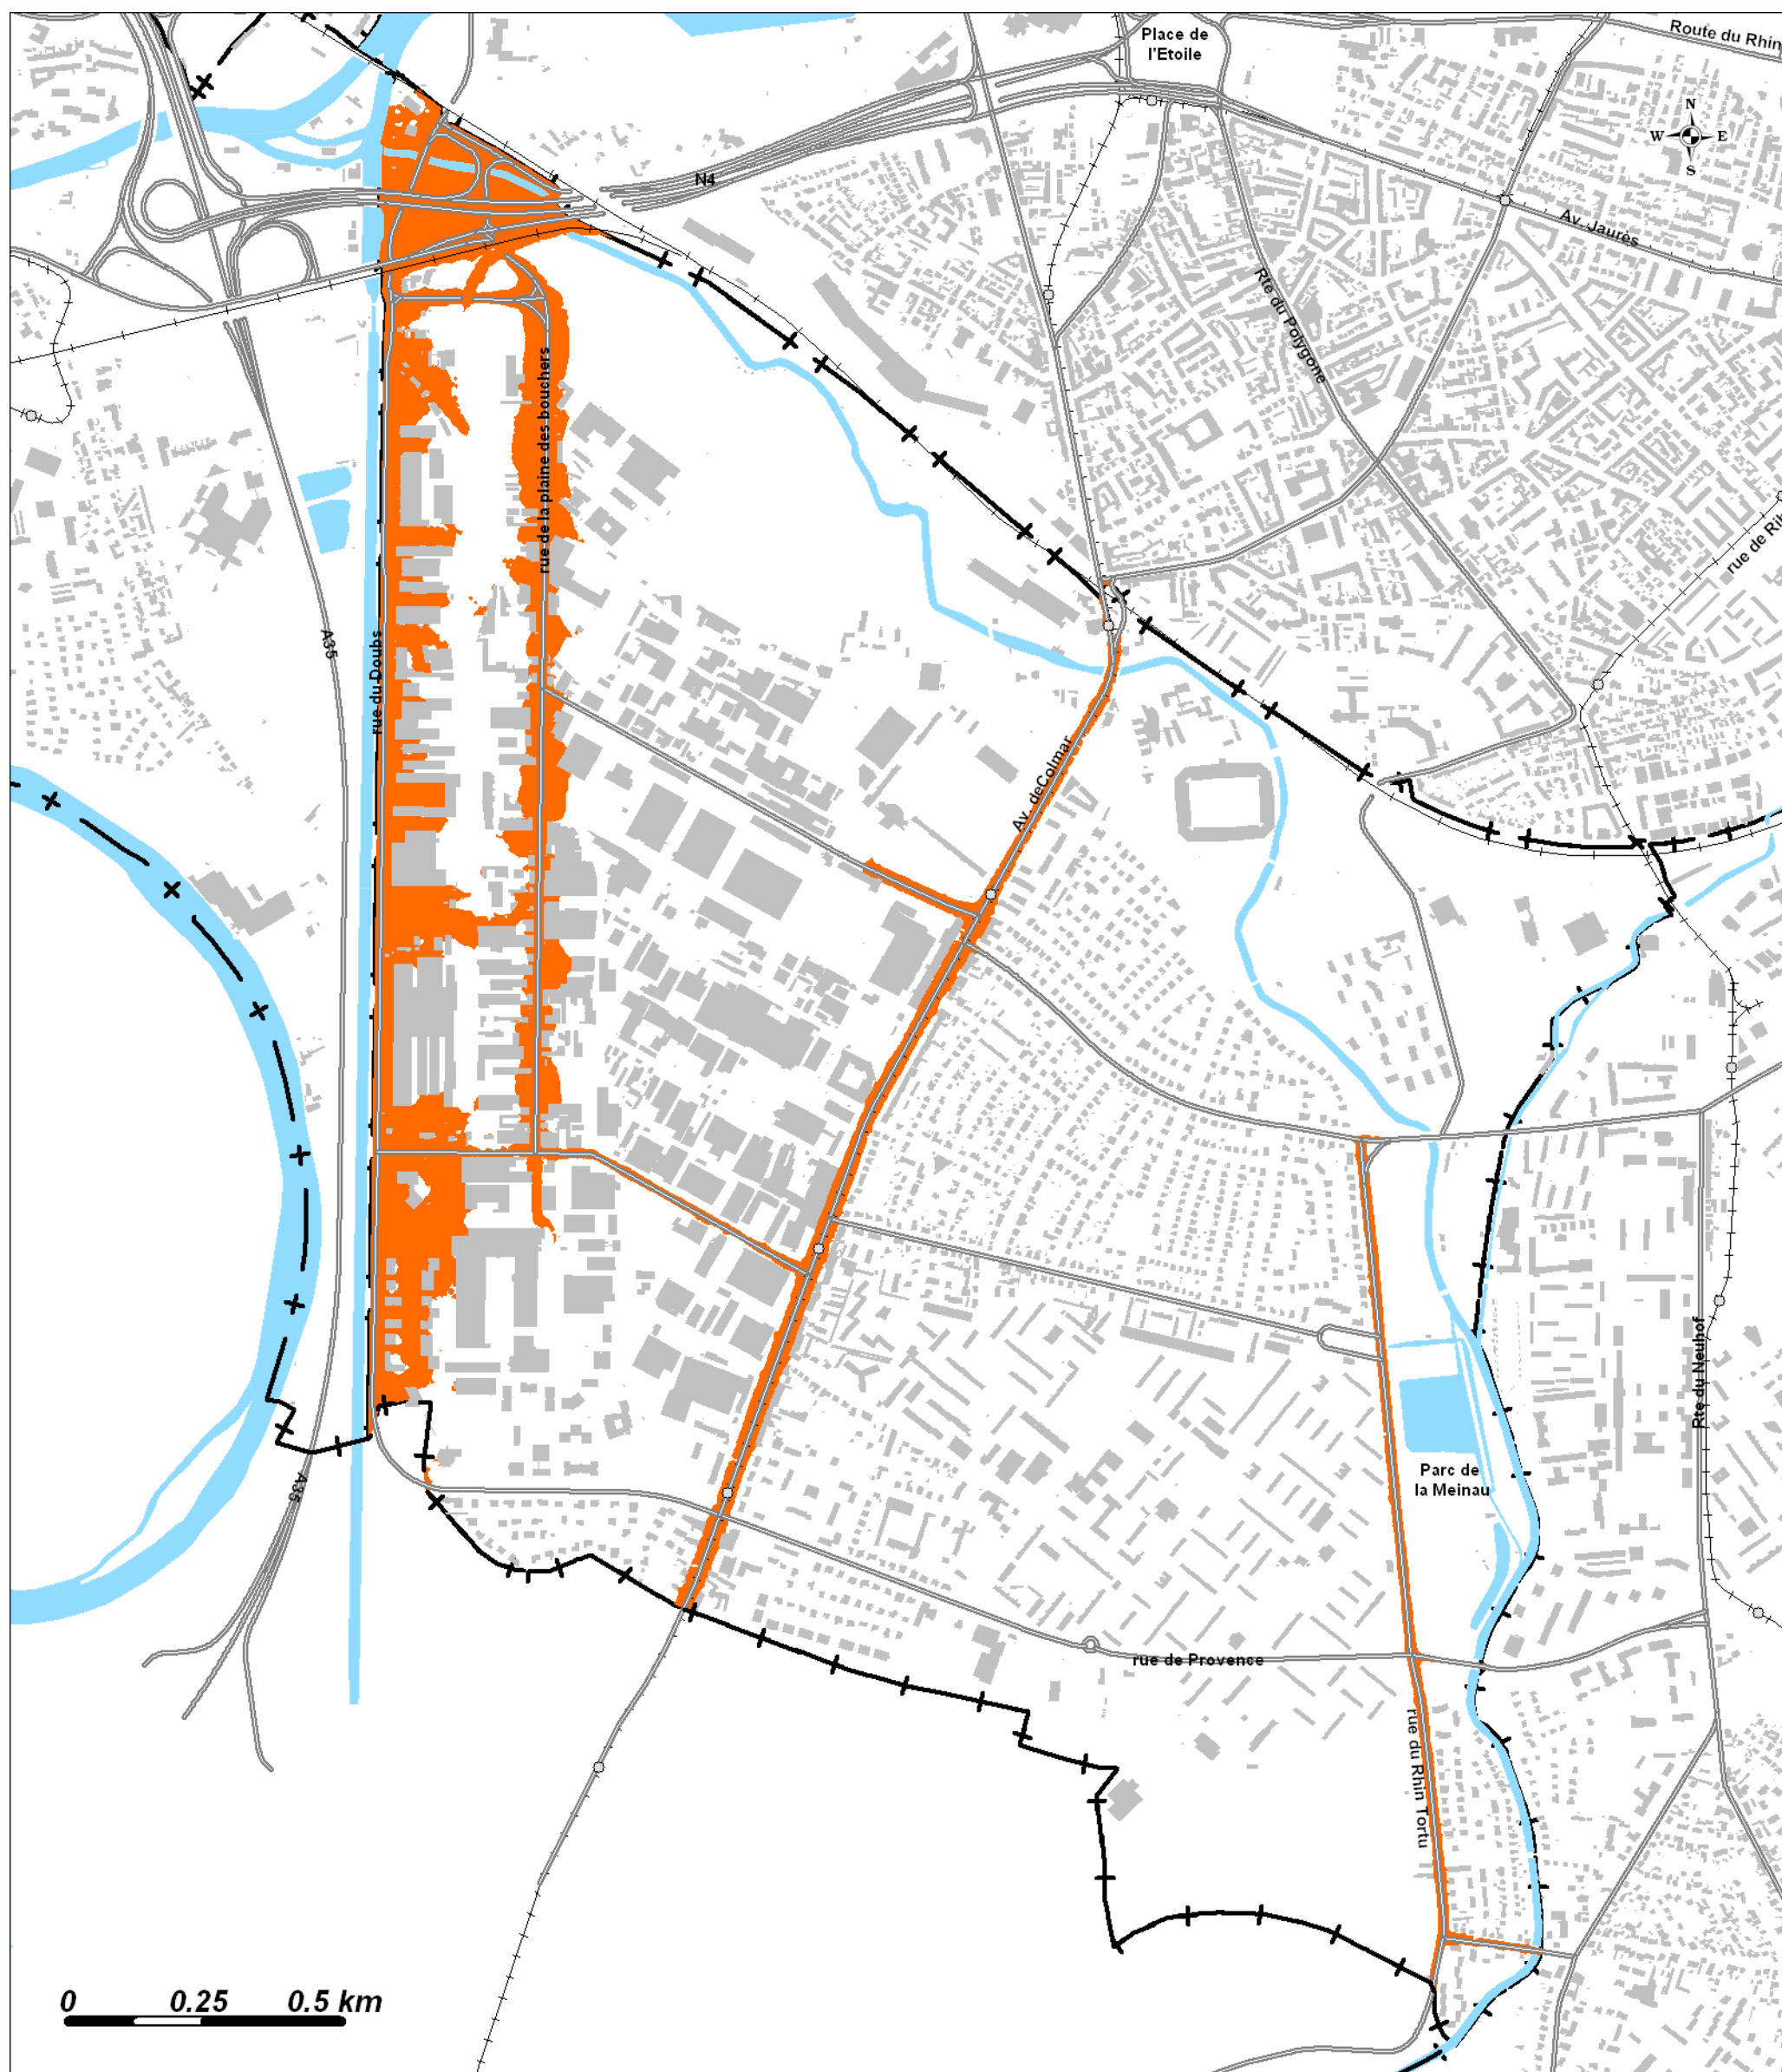 Place de
l'Etoile
Route du Rhin
N
W E
S
N4
Av. Jaurès
Rte du Polygone
rue de la plaine des bouchers
rue de
A35
rue du Doubs
Av. deColmar
Rte du Neuhof
A35
Parc de
la Meinau
rue de Provence
rue du Rhin Tortu
0 0.25 0.5 km